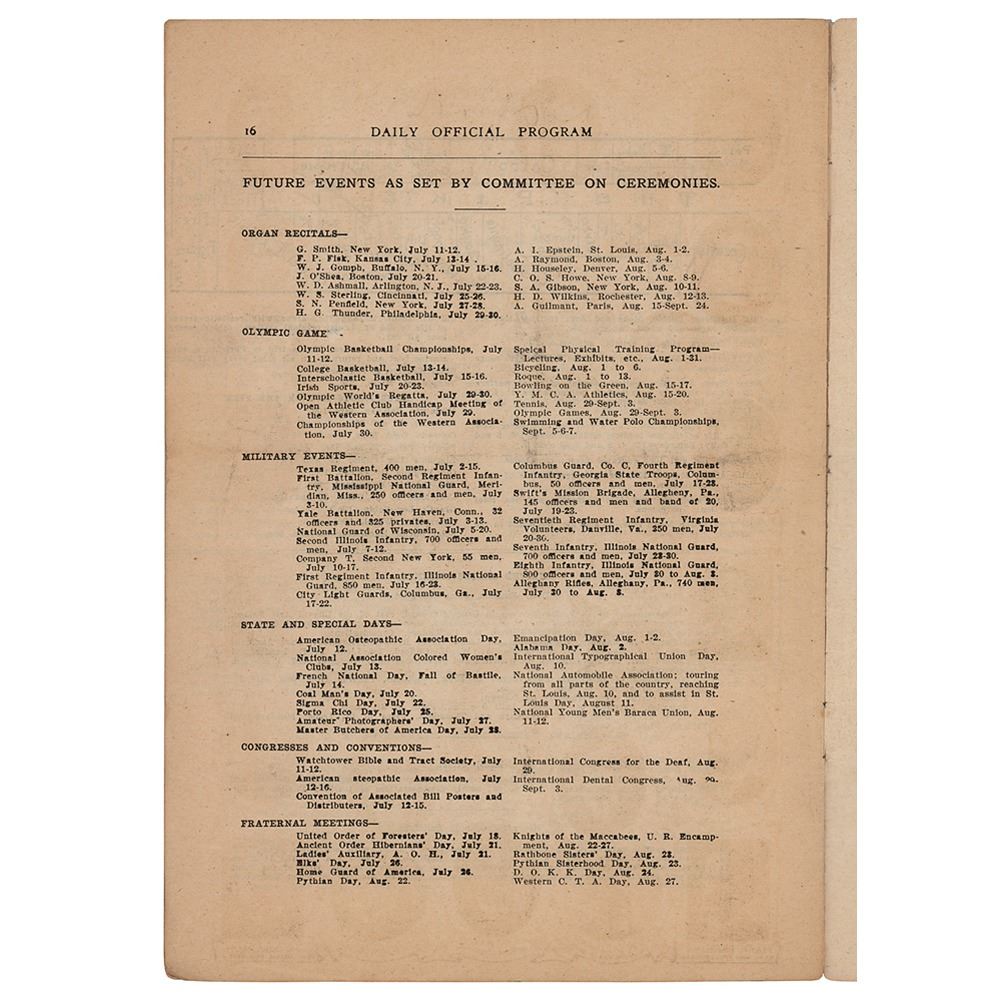 16 DAILY OFFICIAL PROGRAM
FUTURE EVENTS AS SET BY COMMITTEE ON CEREMONIES.
ORGAN RECITALS—
G. Smith, New York, July 11-12.
F. P. Fisk, Kansas City, July 13-14.
W. J. Gomph, Buffalo, N. Y., July 15-16.
J. O'Shea, Boston, July 20-21.
W. D. Ashmall, Arlington, N. J., July 22-23.
W. S. Sterling, Cincinnati, July 25-26.
S. N. Penfield, New York, July 27-28.
H. G. Thunder, Philadelphia, July 29-30.
A. I. Epstein, St. Louis, Aug. 1-2.
A. Raymond, Boston, Aug. 3-4.
H. Houseley, Denver, Aug. 5-6.
C. O. S. Howe, New York, Aug. 8-9.
S. A. Gibson, New York, Aug. 10-11.
H. D. Wilkins, Rochester, Aug. 12-13.
A. Guilmant, Paris, Aug. 15-Sept. 24.
OLYMPIC GAME
Olympic Basketball Championships, July
11-12.
College Basketball, July 13-14.
Interscholastic Basketball, July 15-16.
Irish Sports, July 20-23.
Olympic World's Regatta, July 29-30.
Open Athletic Club Handicap Meeting of
the Western Association, July 29.
Championships of the Western Associa-
tion, July 30.
Speical Physical Training Program—
Lectures, Exhibits, etc., Aug. 1-31.
Bicycling, Aug. 1 to 6.
Roque, Aug. 1 to 13.
Bowling on the Green, Aug. 15-17.
Y. M. C. A. Athletics, Aug. 15-20.
Tennis, Aug. 29-Sept. 3.
Olympic Games, Aug. 29-Sept. 3.
Swimming and Water Polo Championships,
Sept. 5-6-7.
MILITARY EVENTS—
Texas Regiment, 400 men, July 2-15.
First Battalion, Second Regiment Infan-
try, Mississippi National Guard, Meri-
dian, Miss., 250 officers and men, July
3-10.
Yale Battalion, New Haven, Conn., 32
officers and 325 privates, July 3-13.
National Guard of Wisconsin, July 5-20.
Second Illinois Infantry, 700 officers and
men, July 7-12.
Company T, Second New York, 55 men,
July 10-17.
First Regiment Infantry, Illinois National
Guard, 850 men, July 16-23.
City Light Guards, Columbus, Ga., July
17-22.
Columbus Guard, Co. C, Fourth Regiment
Infantry, Georgia State Troops, Colum-
bus, 50 officers and men, July 17-28.
Swift's Mission Brigade, Allegheny, Pa.,
145 officers and men and band of 20,
July 19-23.
Seventieth Regiment Infantry, Virginia
Volunteers, Danville, Va., 250 men, July
20-30.
Seventh Infantry, Illinois National Guard,
700 officers and men, July 23-30.
Eighth Infantry, Illinois National Guard,
800 officers and men, July 30 to Aug. 8.
Alleghany Rifles, Alleghany, Pa., 740 men,
July 30 to Aug. 8.
STATE AND SPECIAL DAYS—
American Osteopathic Association Day,
July 12.
National Association Colored Women's
Clubs, July 13.
French National Day, Fall of Bastile,
July 14.
Coal Man's Day, July 20.
Sigma Chi Day, July 22.
Porto Rico Day, July 25.
Amateur Photographers' Day, July 27.
Master Butchers of America Day, July 28.
Emancipation Day, Aug. 1-2.
Alabama Day, Aug. 2.
International Typographical Union Day,
Aug. 10.
National Automobile Association; touring
from all parts of the country, reaching
St. Louis, Aug. 10, and to assist in St.
Louis Day, August 11.
National Young Men's Baraca Union, Aug.
11-12.
CONGRESSES AND CONVENTIONS—
Watchtower Bible and Tract Society, July
11-12.
American steopathic Association, July
12-16.
Convention of Associated Bill Posters and
Distributers, July 12-15.
International Congress for the Deaf, Aug.
29.
International Dental Congress,
Sept. 3.
FRATERNAL MEETINGS—
United Order of Foresters' Day, July 18.
Ancient Order Hibernians' Day, July 21.
Ladies' Auxiliary, A. O. H., July 21.
Elks' Day, July 26.
Home Guard of America, July 26.
Pythian Day, Aug. 22.
Knights of the Maccabees, U. R. Encamp-
ment, Aug. 22-27.
Rathbone Sisters' Day, Aug. 23.
Pythian Sisterhood Day, Aug. 23.
D. O. K. K. Day, Aug. 24.
Western C. T. A. Day, Aug. 27.